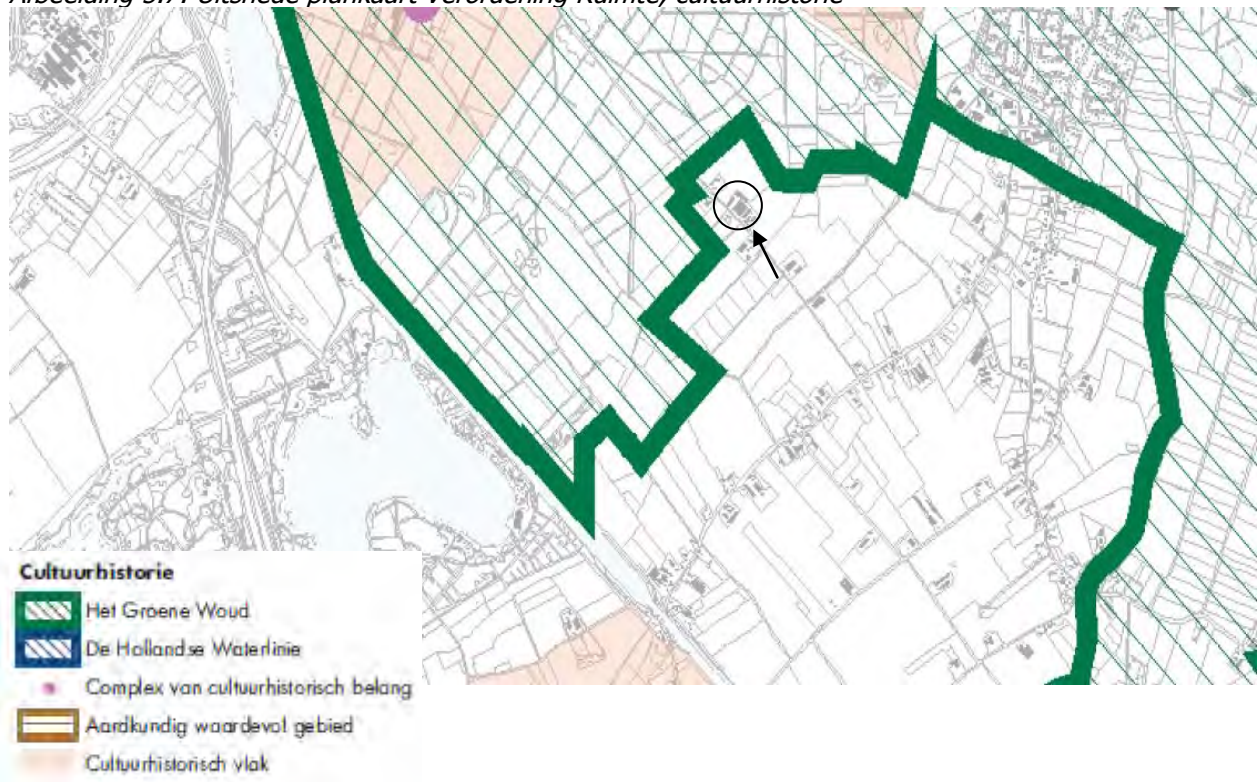 Cultuurhistorie
Het Groene Woud
De Hollandse Waterlinie
Complex van cultuurhistorisch belang
Aardkundig waardevol gebied
Cultuurhistorisch vlak